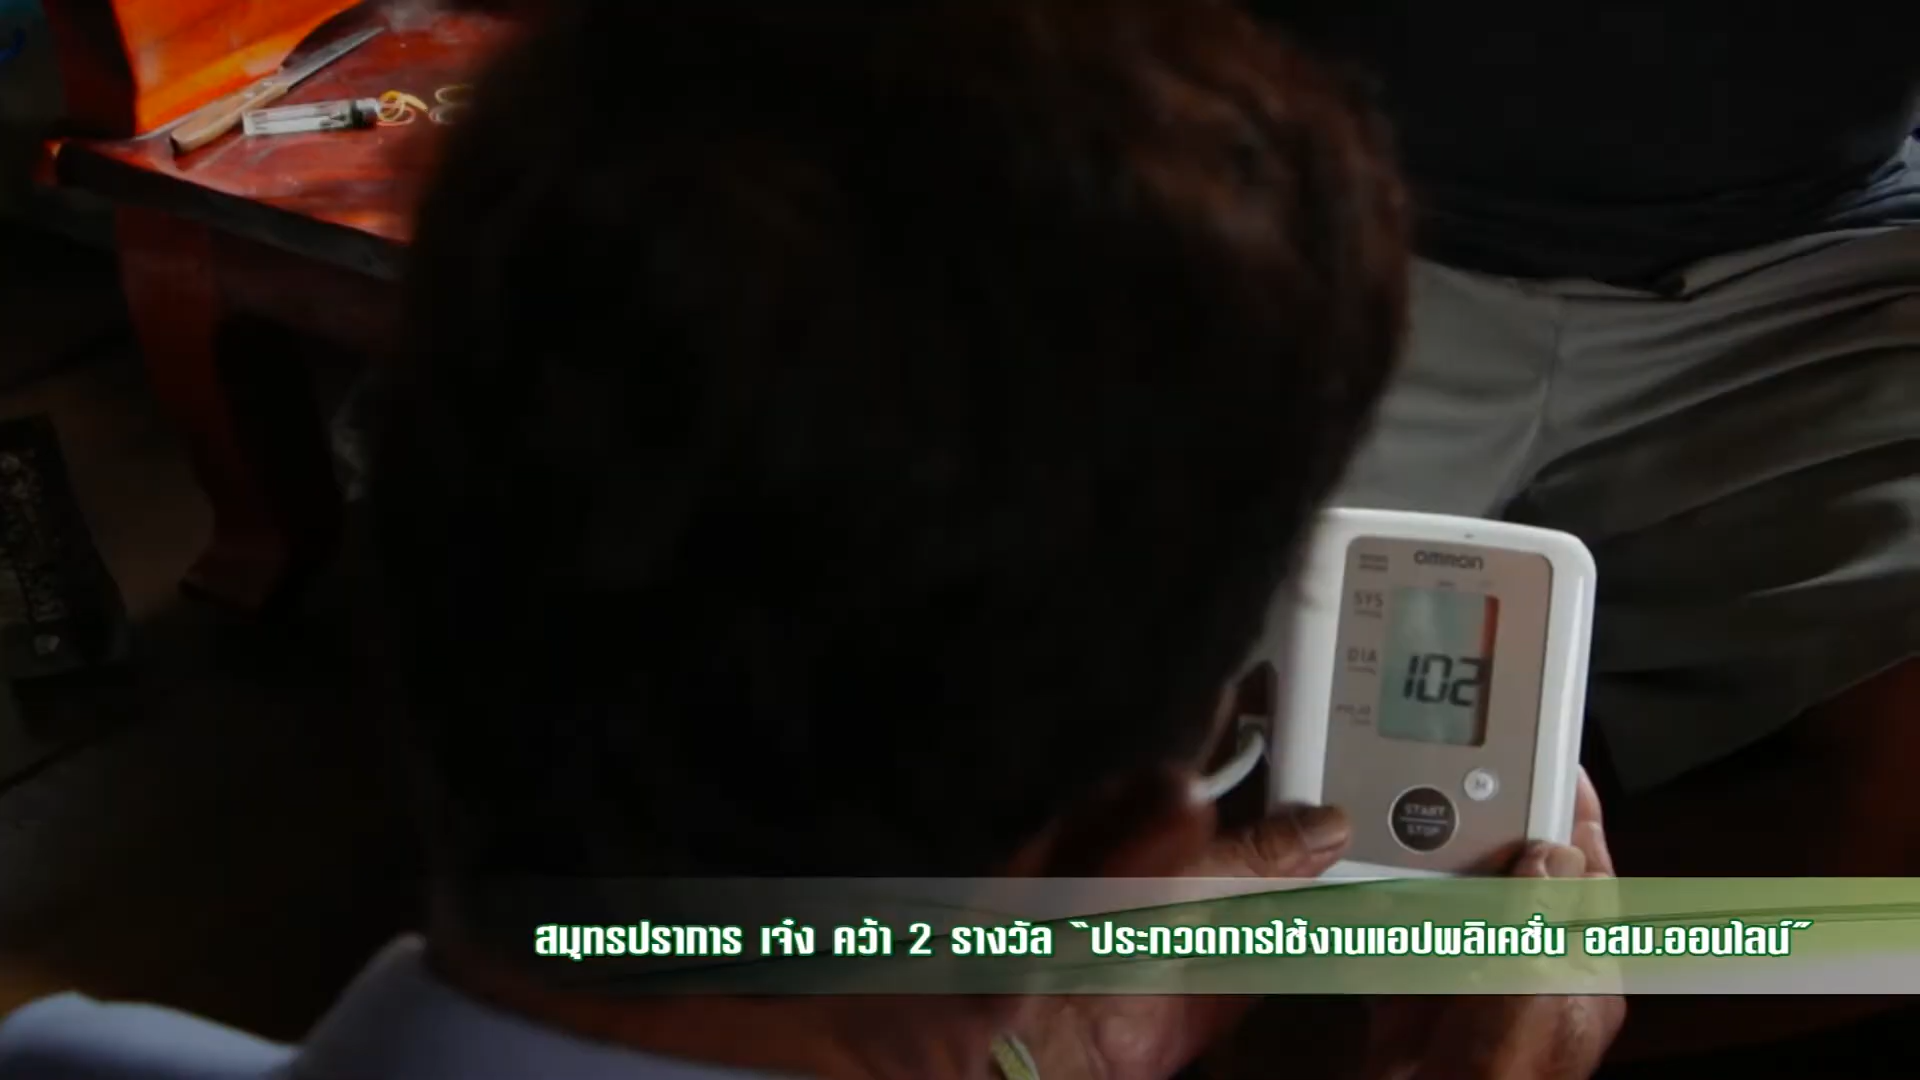 OMRON
SYS
DIA
102
M
START
STOP
สมุทรปราการ เจ๋ง คว้า 2 รางวัล “ประกวดการใช้งานแอปพลิเคชั่น อสม.ออนไลน์”